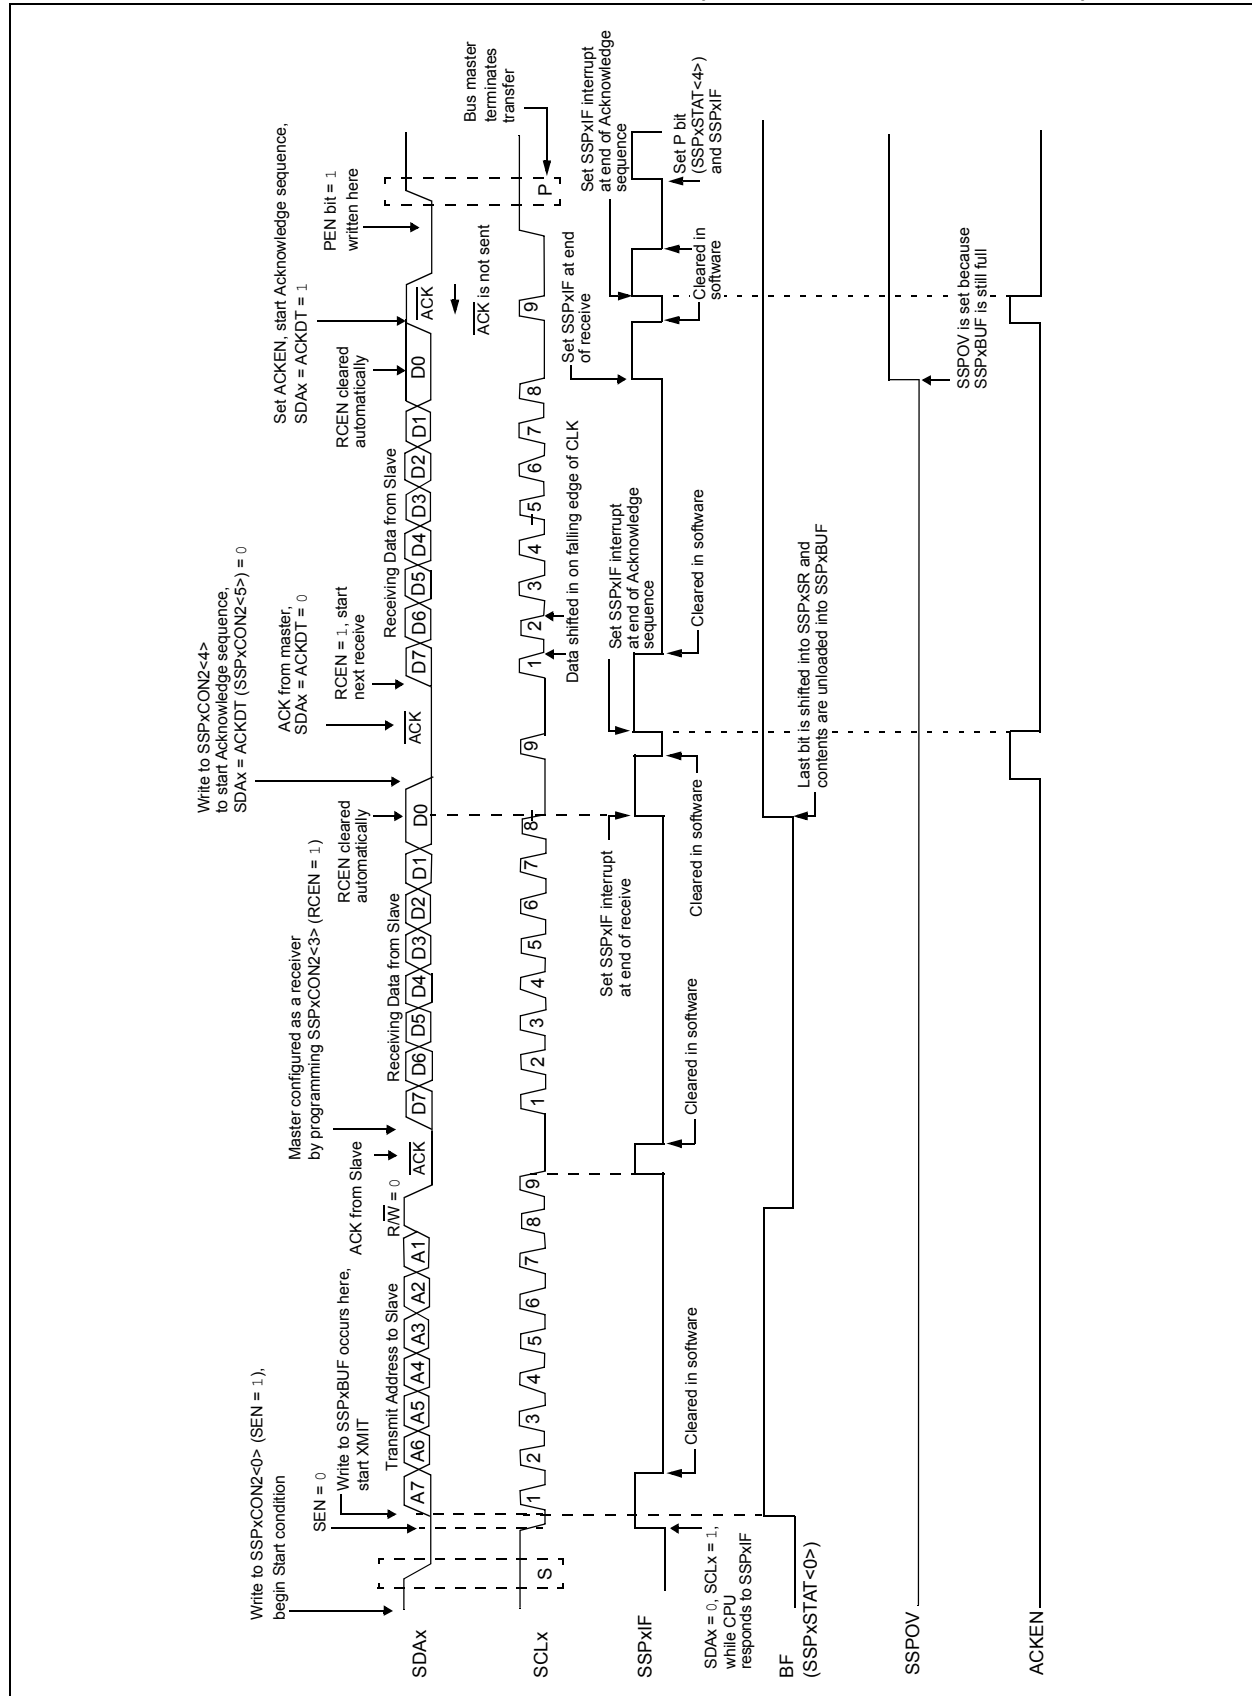 Write to SSPxCON2<0> (SEN = 1),
begin Start condition
SEN = 0
Write to SSPxBUF occurs here,
start XMIT
ACK from Slave
Master configured as a receiver
by programming SSPxCON2<3> (RCEN = 1)
RCEN cleared
automatically
Write to SSPxCON2<4>
to start Acknowledge sequence,
SDAx = ACKDT (SSPxCON2<5>) = 0
ACK from master,
SDAx = ACKDT = 0
RCEN = 1, start
next receive
RCEN cleared
automatically
Set ACKEN, start Acknowledge sequence,
SDAx = ACKDT = 1
PEN bit = 1
written here
Transmit Address to Slave
R/W = 0
Receiving Data from Slave
Receiving Data from Slave
SDAx
A7 A6 A5 A4 A3 A2 A1 ACK D7 D6 D5 D4 D3 D2 D1 D0 ACK D7 D6 D5 D4 D3 D2 D1 D0 ACK
ACK is not sent
Bus master
terminates
transfer
SCLx
S 1 2 3 4 5 6 7 8 9 1 2 3 4 5 6 7 8 9 1 2 3 4 5 6 7 8 9 P
Data shifted in on falling edge of CLK
Set SSPxIF interrupt
at end of receive
Set SSPxIF interrupt
at end of Acknowledge
sequence
Set SSPxIF at end
of receive
Set SSPxIF interrupt
at end of Acknowledge
sequence
SSPxIF
SDAx = 0, SCLx = 1,
while CPU
responds to SSPxIF
Cleared in software
Cleared in software
Cleared in software
Cleared in software
Cleared in
software
Set P bit
(SSPxSTAT<4>)
and SSPxIF
BF
(SSPxSTAT<0>)
Last bit is shifted into SSPxSR and
contents are unloaded into SSPxBUF
SSPOV
SSPOV is set because
SSPxBUF is still full
ACKEN